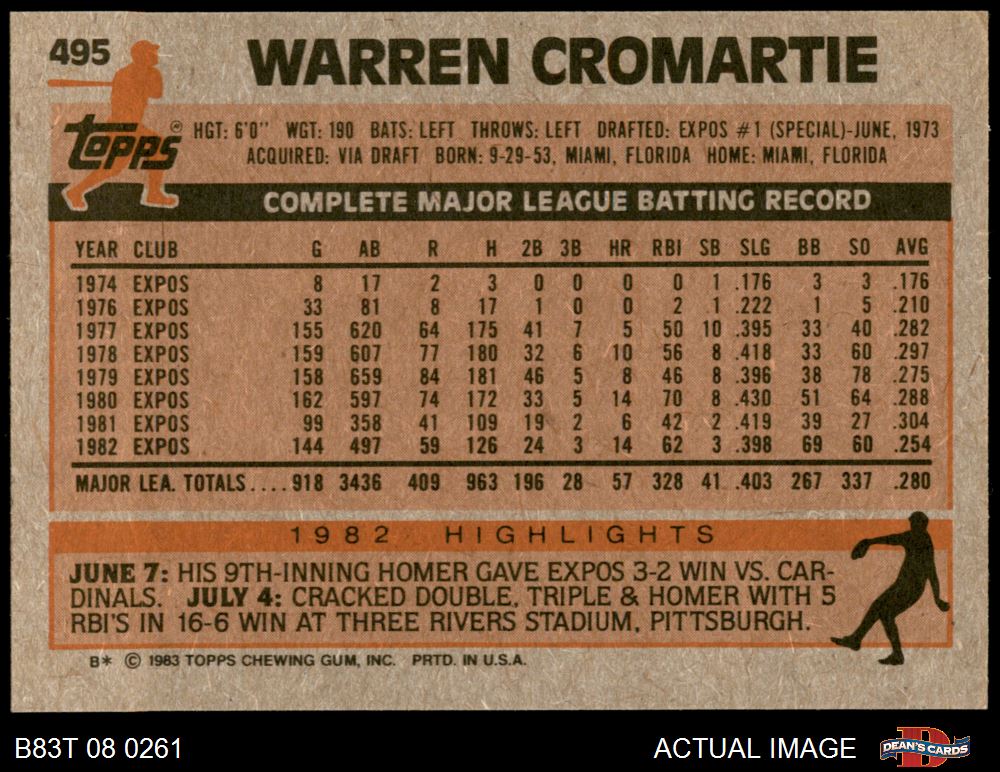 495 WARREN CROMARTIE
topps®
HGT: 6'0" WGT: 190 BATS: LEFT THROWS: LEFT DRAFTED: EXPOS #1 (SPECIAL)-JUNE, 1973
ACQUIRED: VIA DRAFT BORN: 9-29-53, MIAMI, FLORIDA HOME: MIAMI, FLORIDA
COMPLETE MAJOR LEAGUE BATTING RECORD
YEAR CLUB G AB R H 2B 3B HR RBI SB SLG BB SO AVG
1974 EXPOS 8 17 2 3 0 0 0 0 1 .176 3 3 .176
1976 EXPOS 33 81 8 17 1 0 0 2 1 .222 1 5 .210
1977 EXPOS 155 620 64 175 41 7 5 50 10 .395 33 40 .282
1978 EXPOS 159 607 77 180 32 6 10 56 8 .418 33 60 .297
1979 EXPOS 158 659 84 181 46 5 8 46 8 .396 38 78 .275
1980 EXPOS 162 597 74 172 33 5 14 70 8 .430 51 64 .288
1981 EXPOS 99 358 41 109 19 2 6 42 2 .419 39 27 .304
1982 EXPOS 144 497 59 126 24 3 14 62 3 .398 69 60 .254
MAJOR LEA. TOTALS....918 3436 409 963 196 28 57 328 41 .403 267 337 .280
1982 HIGHLIGHTS
JUNE 7: HIS 9TH-INNING HOMER GAVE EXPOS 3-2 WIN VS. CAR-
DINALS. JULY 4: CRACKED DOUBLE, TRIPLE & HOMER WITH 5
RBI'S IN 16-6 WIN AT THREE RIVERS STADIUM, PITTSBURGH.
B* © 1983 TOPPS CHEWING GUM, INC. PRTD. IN U.S.A.
B83T 08 0261 ACTUAL IMAGE D DEAN'S CARDS